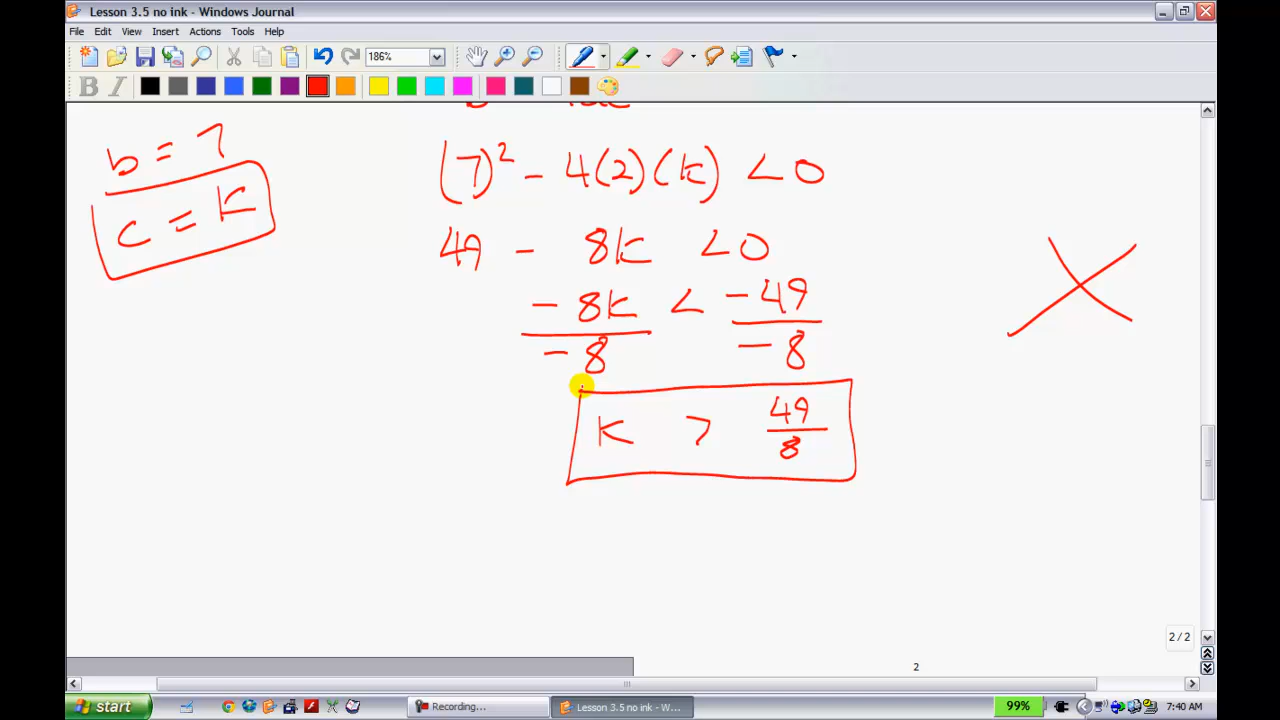 Lesson 3.5 no ink - Windows Journal
File Edit View Insert Actions Tools Help
186%
B I
b = 7
c = k
(7)² - 4(2)(k) < 0
49 - 8k < 0
-8k < -49
-8 -8
k > 49/8
2/2
2
start Recording... Lesson 3.5 no ink - W... 99% 7:40 AM